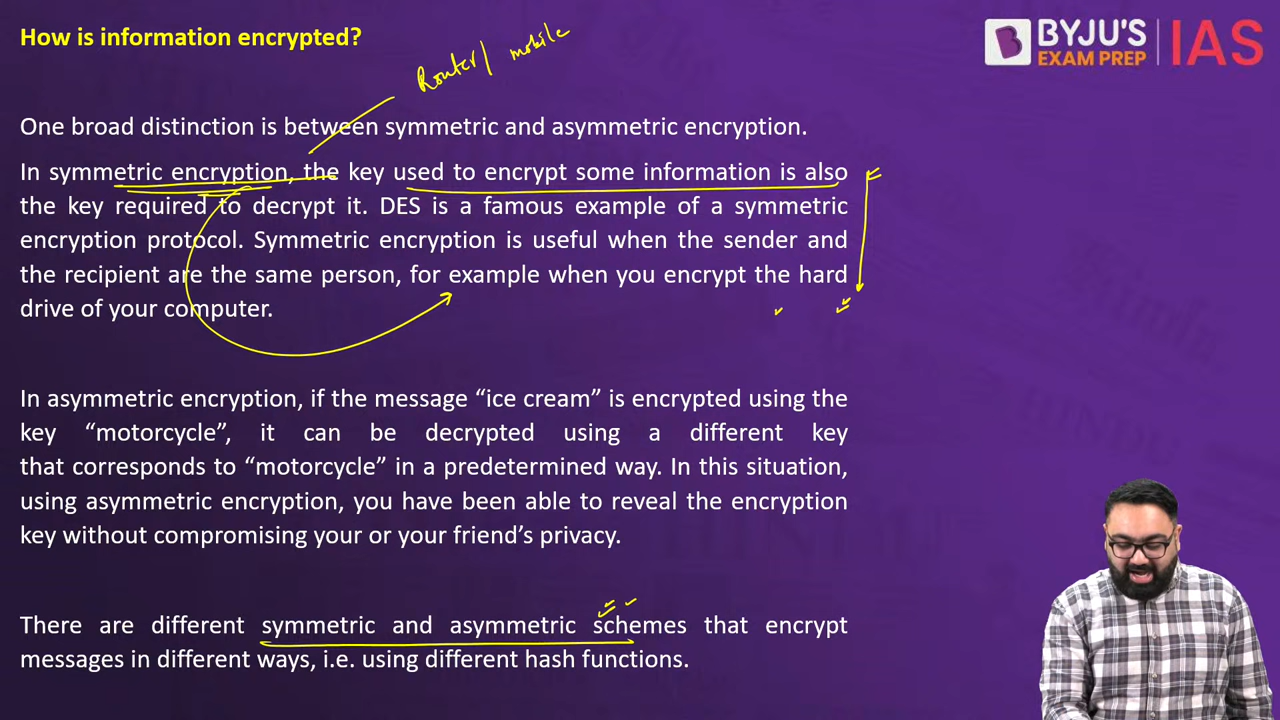 How is information encrypted?
Router/ mobile
BYJU'S
EXAM PREP
IAS
One broad distinction is between symmetric and asymmetric encryption.
In symmetric encryption, the key used to encrypt some information is also
the key required to decrypt it. DES is a famous example of a symmetric
encryption protocol. Symmetric encryption is useful when the sender and
the recipient are the same person, for example when you encrypt the hard
drive of your computer.
In asymmetric encryption, if the message “ice cream” is encrypted using the
key “motorcycle”, it can be decrypted using a different key
that corresponds to “motorcycle” in a predetermined way. In this situation,
using asymmetric encryption, you have been able to reveal the encryption
key without compromising your or your friend’s privacy.
There are different symmetric and asymmetric schemes that encrypt
messages in different ways, i.e. using different hash functions.